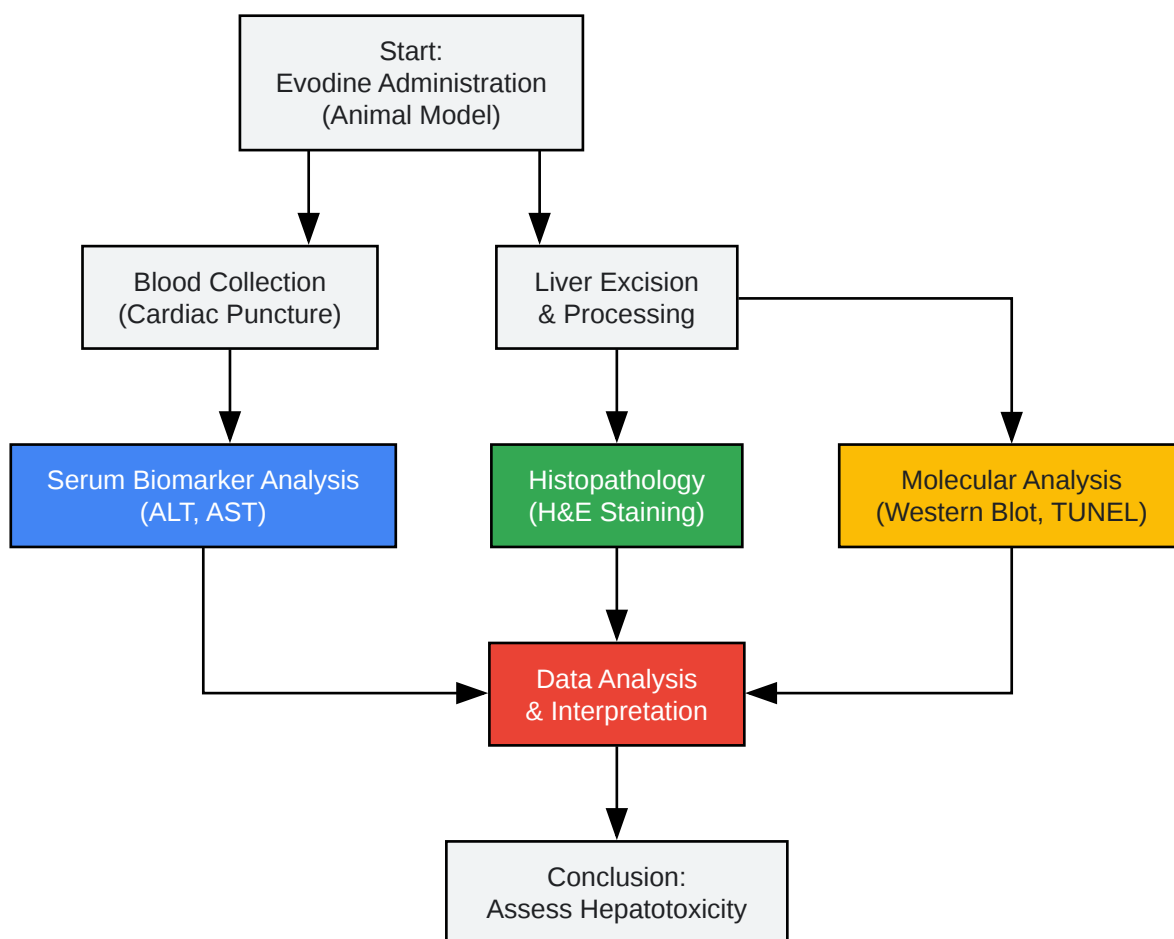 Start:
Evodine Administration
(Animal Model)
Blood Collection
(Cardiac Puncture)
Liver Excision
& Processing
Serum Biomarker Analysis
(ALT, AST)
Histopathology
(H&E Staining)
Molecular Analysis
(Western Blot, TUNEL)
Data Analysis
& Interpretation
Conclusion:
Assess Hepatotoxicity